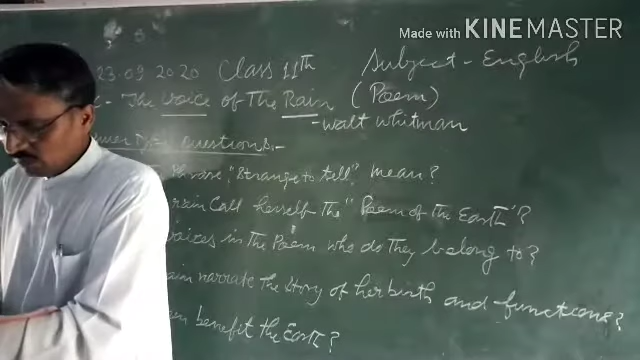 Made with KINEMASTER
23.09 2020 Class 11th Subject - English
- The Voice of The Rain (Poem)
- Walt Whitman
Questions:-
Phrase, "Strange to tell" mean?
rain Call herself the "Poem of The Earth"?
voices in The Poem who do They belong to?
narrate the Story of her birth and functions?
benefit the Earth?